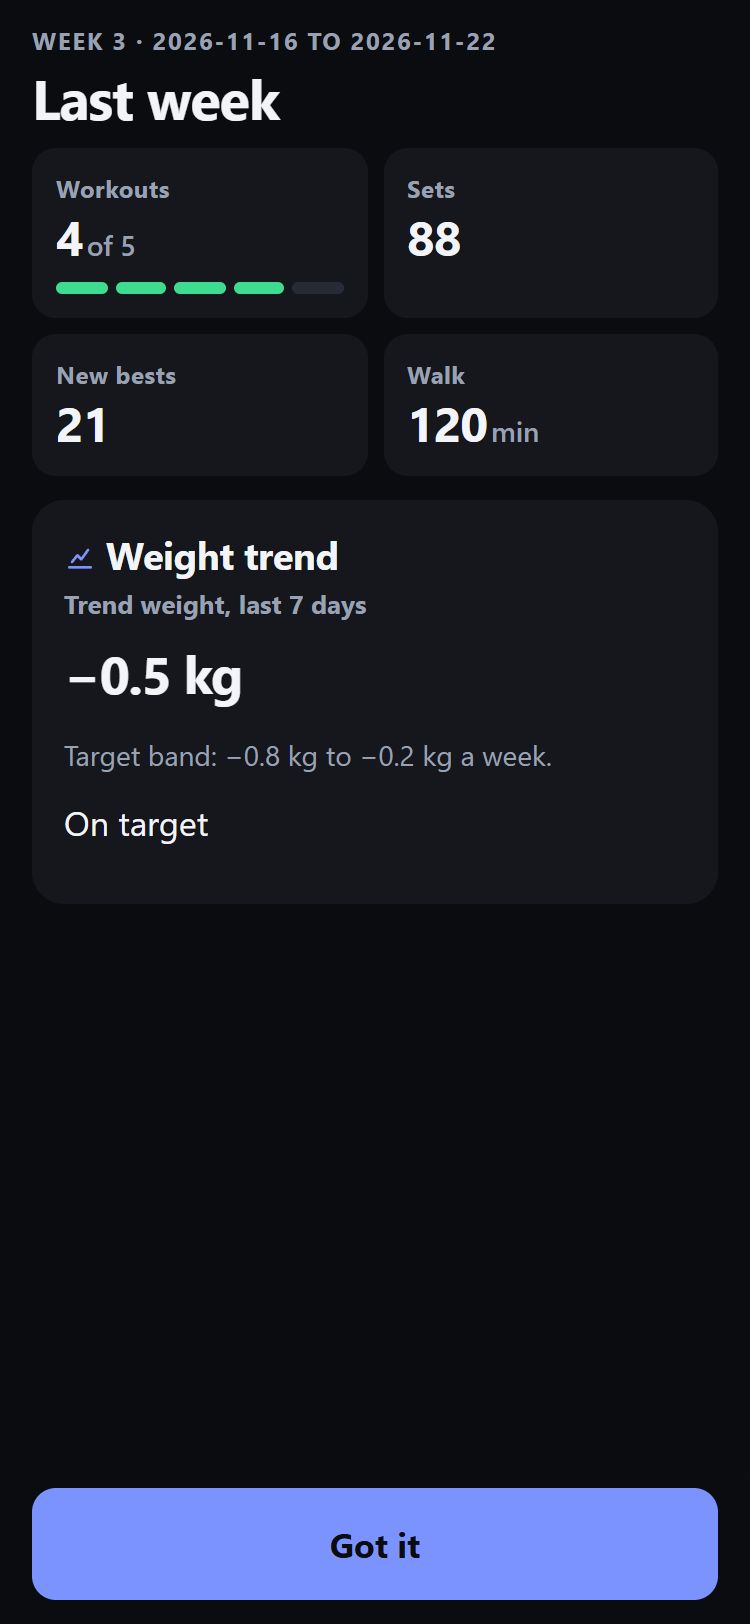 WEEK 3 · 2026-11-16 TO 2026-11-22
Last week
Workouts
4 of 5
Sets
88
New bests
21
Walk
120 min
Weight trend
Trend weight, last 7 days
−0.5 kg
Target band: −0.8 kg to −0.2 kg a week.
On target
Got it